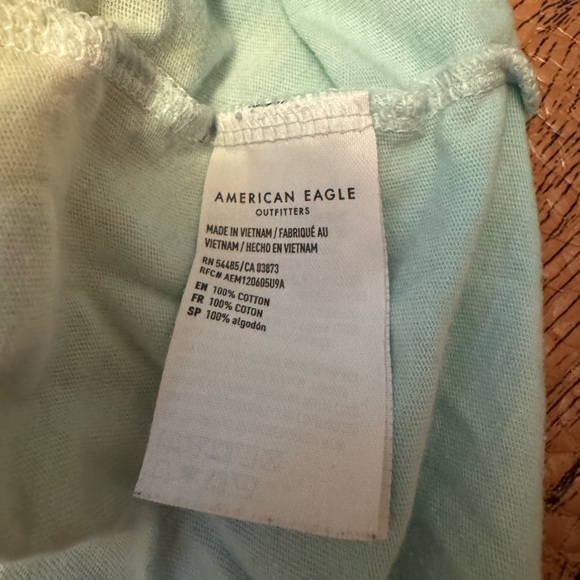 AMERICAN EAGLE
OUTFITTERS
MADE IN VIETNAM / FABRIQUÉ AU
VIETNAM / HECHO EN VIETNAM
RN 54485/CA 03873
RFC# AEM120605U9A
EN 100% COTTON
FR 100% COTON
SP 100% algodón